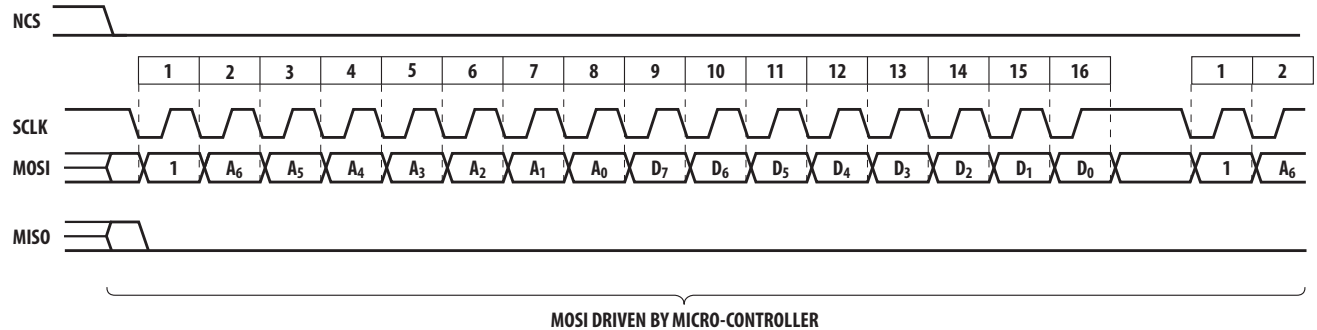 NCS
1 2 3 4 5 6 7 8 9 10 11 12 13 14 15 16 1 2
SCLK
MOSI 1 A6 A5 A4 A3 A2 A1 A0 D7 D6 D5 D4 D3 D2 D1 D0 1 A6
MISO
MOSI DRIVEN BY MICRO-CONTROLLER